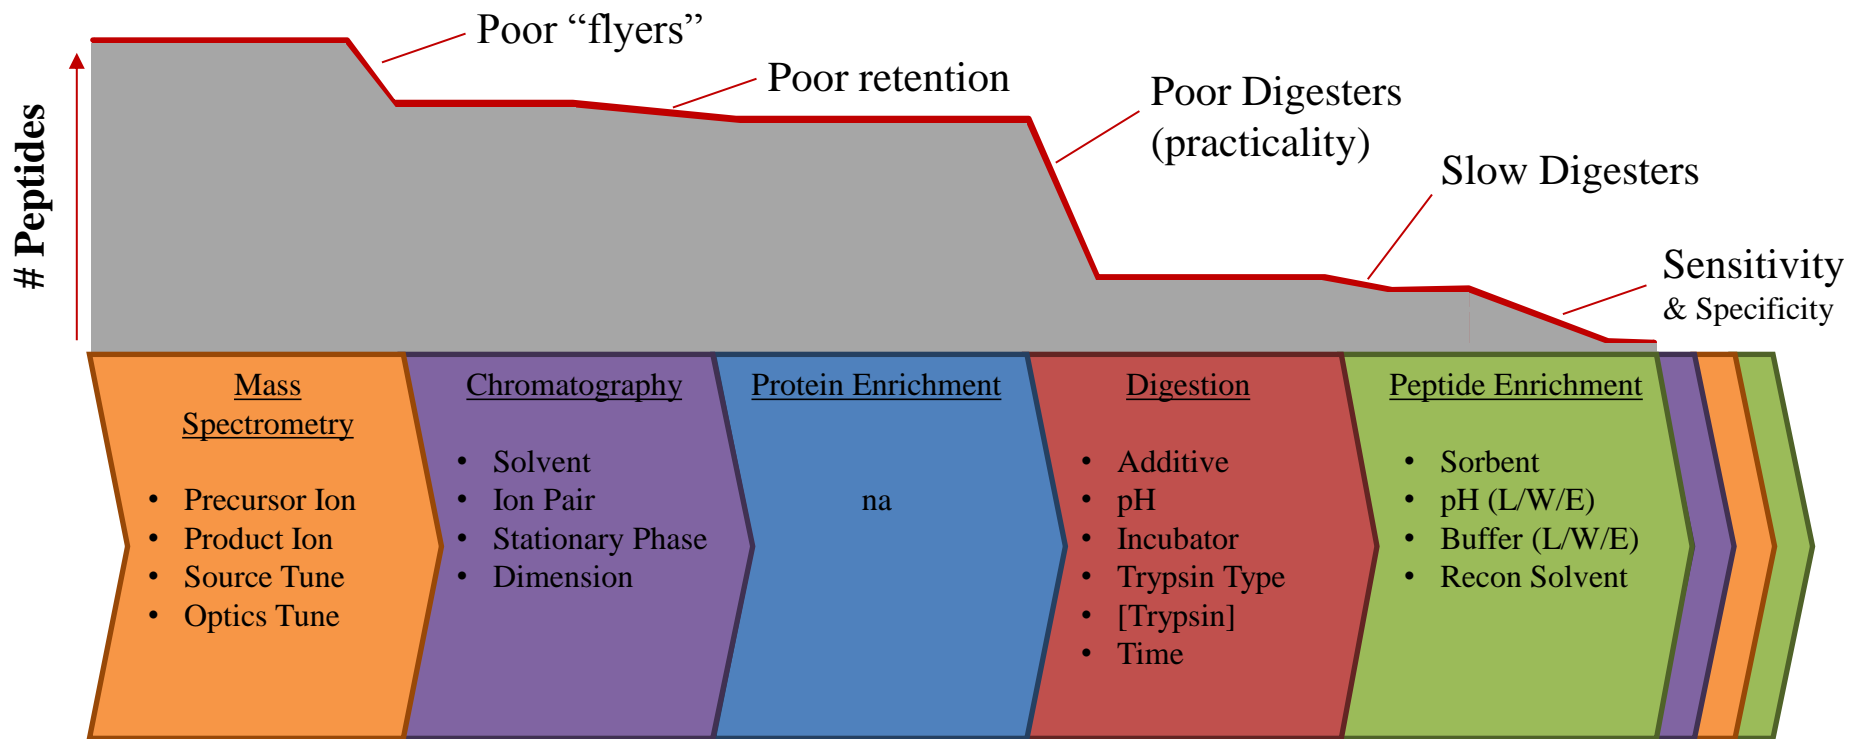 Poor “flyers”
Poor retention
Poor Digesters
(practicality)
Slow Digesters
Sensitivity
& Specificity
# Peptides
Mass
Spectrometry
• Precursor Ion
• Product Ion
• Source Tune
• Optics Tune
Chromatography
• Solvent
• Ion Pair
• Stationary Phase
• Dimension
Protein Enrichment
na
Digestion
• Additive
• pH
• Incubator
• Trypsin Type
• [Trypsin]
• Time
Peptide Enrichment
• Sorbent
• pH (L/W/E)
• Buffer (L/W/E)
• Recon Solvent